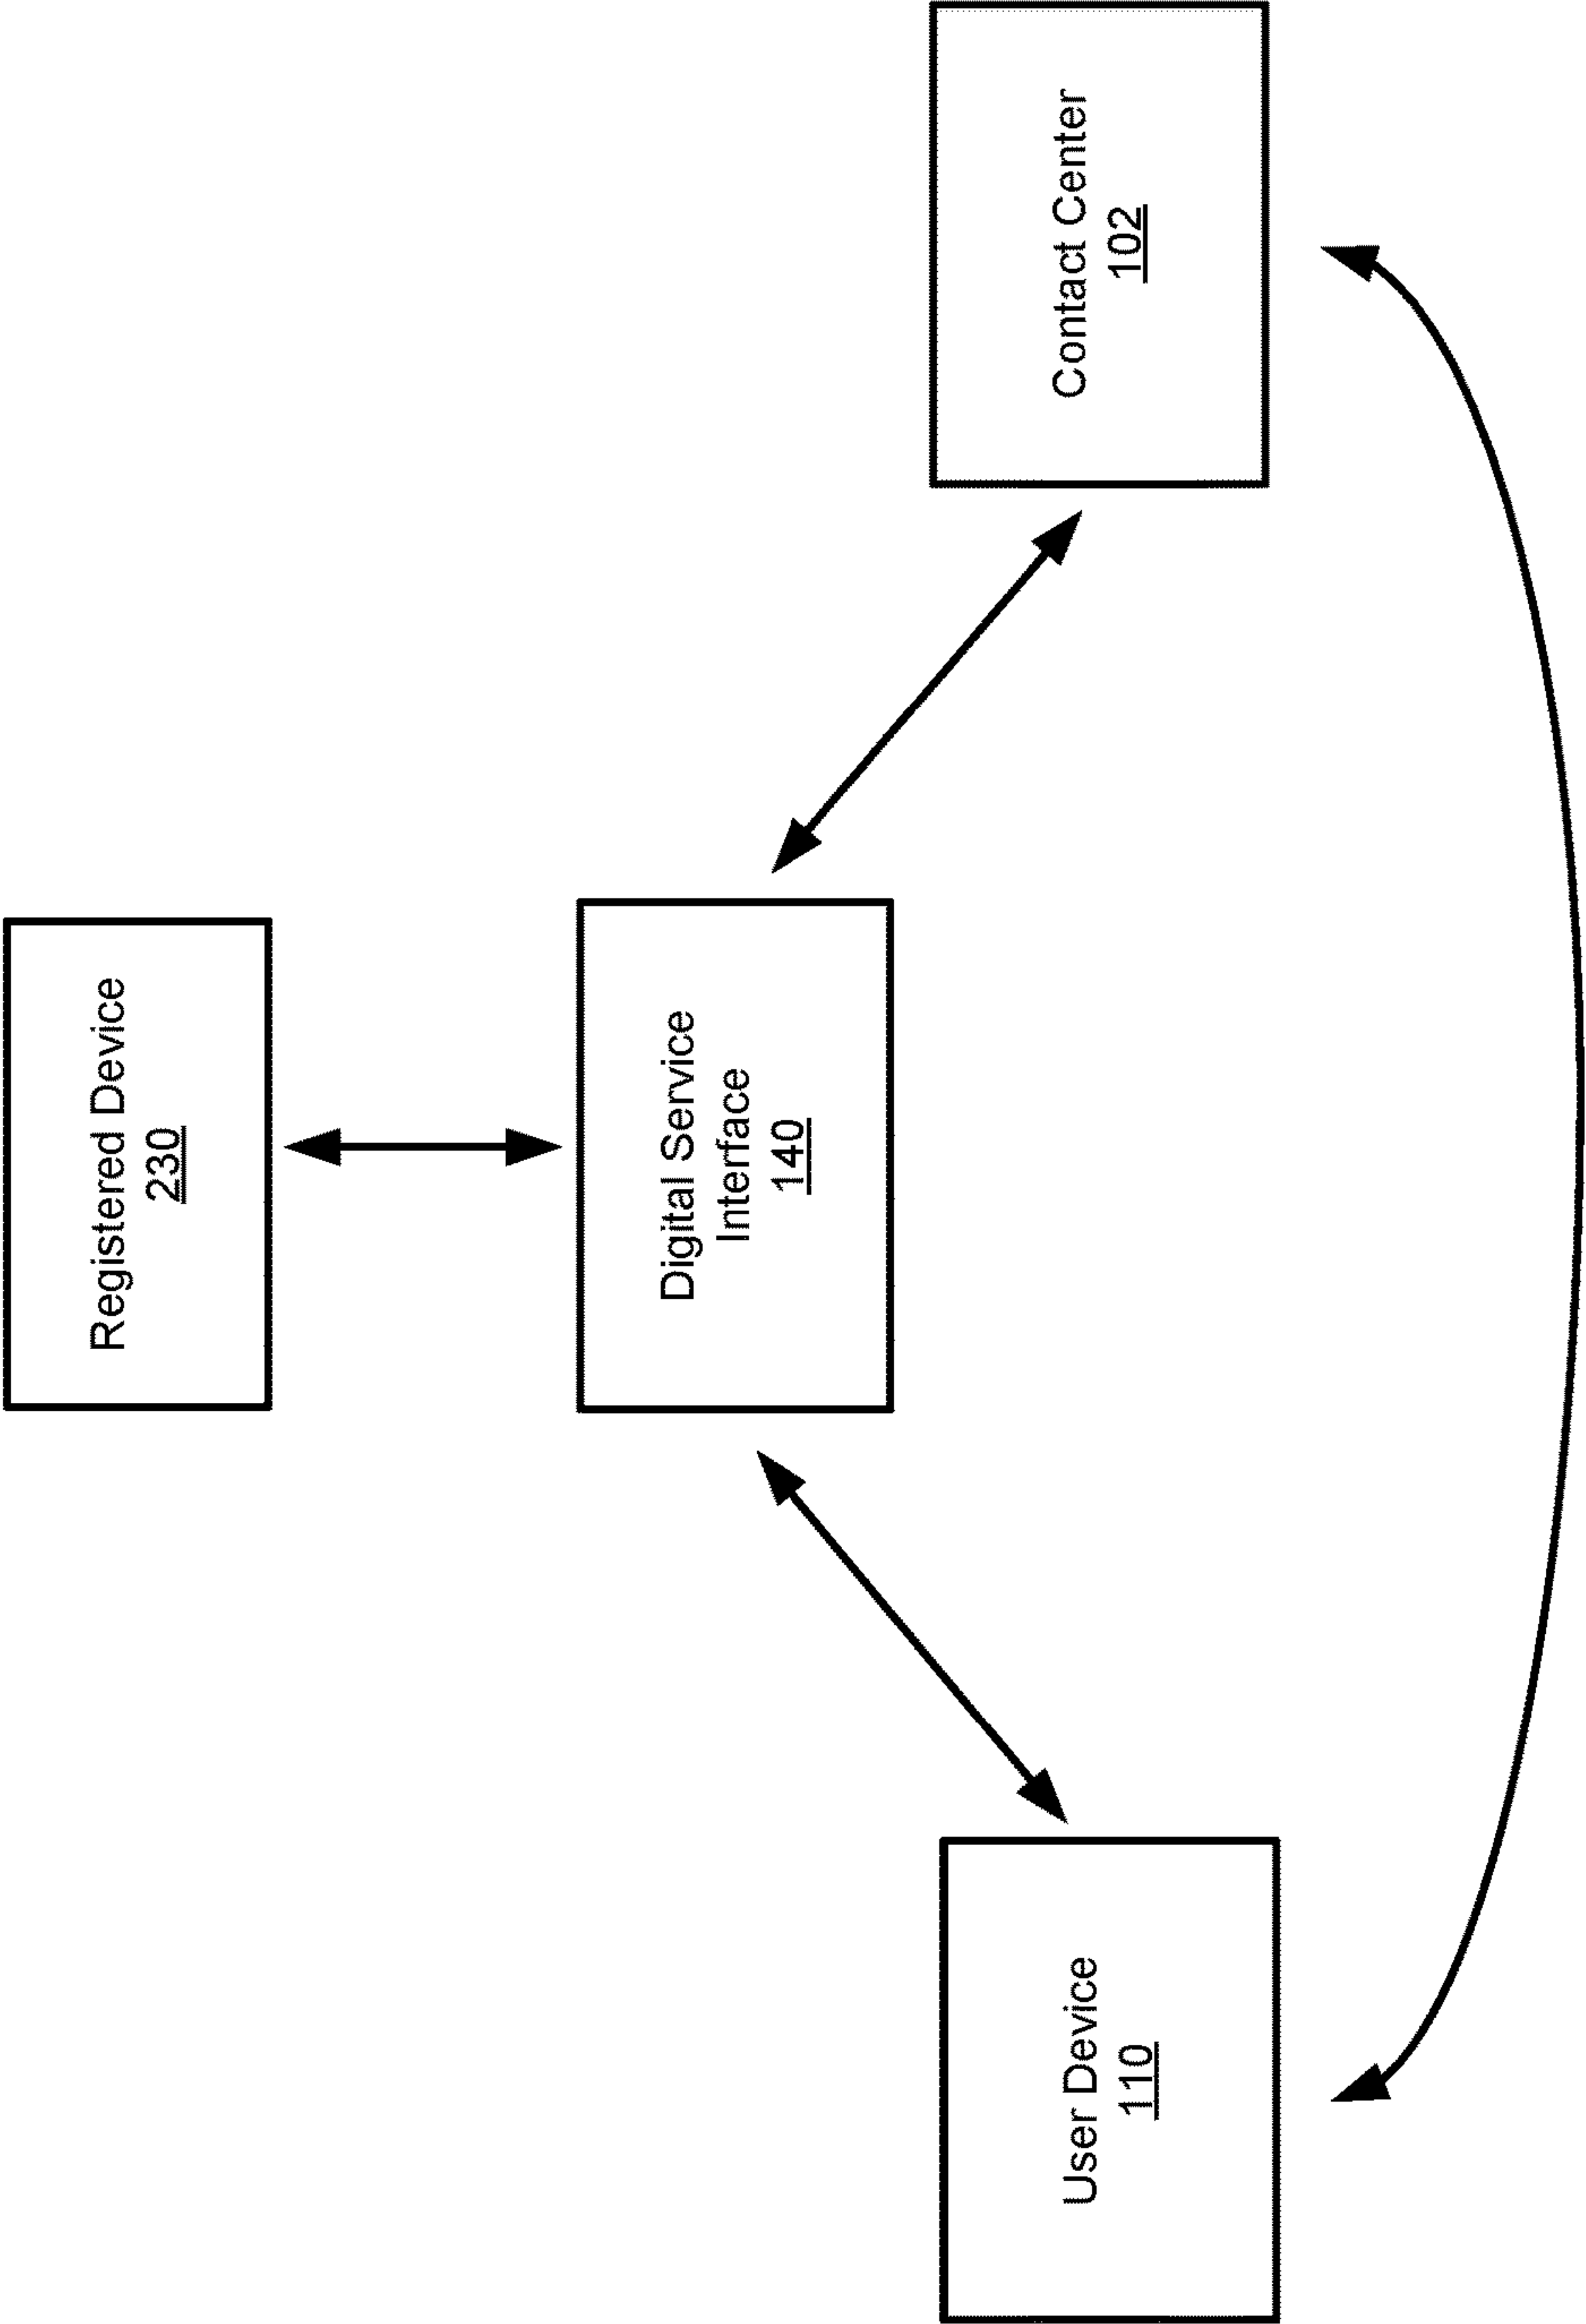 Registered Device
230
Digital Service
Interface
140
User Device
110
Contact Center
102